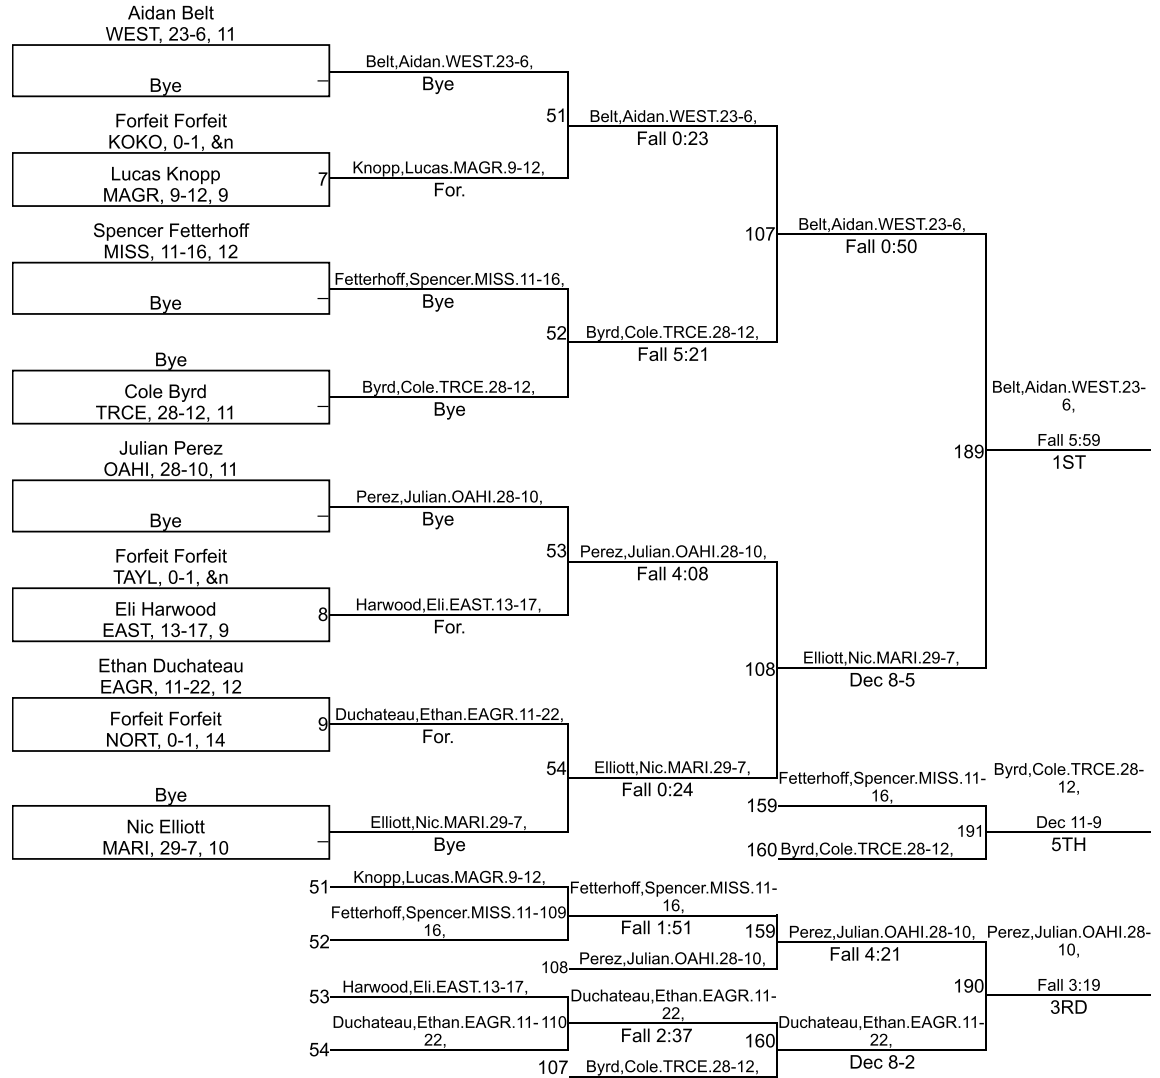 Aidan Belt
WEST, 23-6, 11
Bye
_
Belt,Aidan.WEST.23-6,
Bye
51
Forfeit Forfeit
KOKO, 0-1, &n
Lucas Knopp
MAGR, 9-12, 9
7
Knopp,Lucas.MAGR.9-12,
For.
Belt,Aidan.WEST.23-6,
Fall 0:23
107
Spencer Fetterhoff
MISS, 11-16, 12
Bye
_
Fetterhoff,Spencer.MISS.11-16,
Bye
52
Bye
Cole Byrd
TRCE, 28-12, 11
_
Byrd,Cole.TRCE.28-12,
Bye
Byrd,Cole.TRCE.28-12,
Fall 5:21
Belt,Aidan.WEST.23-6,
Fall 0:50
189
Belt,Aidan.WEST.23-
6,
Fall 5:59
1ST
Julian Perez
OAHI, 28-10, 11
Bye
_
Perez,Julian.OAHI.28-10,
Bye
53
Forfeit Forfeit
TAYL, 0-1, &n
Eli Harwood
EAST, 13-17, 9
8
Harwood,Eli.EAST.13-17,
For.
Perez,Julian.OAHI.28-10,
Fall 4:08
108
Ethan Duchateau
EAGR, 11-22, 12
Forfeit Forfeit
NORT, 0-1, 14
9
Duchateau,Ethan.EAGR.11-22,
For.
54
Bye
Nic Elliott
MARI, 29-7, 10
_
Elliott,Nic.MARI.29-7,
Bye
Elliott,Nic.MARI.29-7,
Fall 0:24
Elliott,Nic.MARI.29-7,
Dec 8-5
159
Fetterhoff,Spencer.MISS.11-
16,
160
Byrd,Cole.TRCE.28-12,
191
Byrd,Cole.TRCE.28-
12,
Dec 11-9
5TH
51
Knopp,Lucas.MAGR.9-12,
52
Fetterhoff,Spencer.MISS.11-
16,
109
Fetterhoff,Spencer.MISS.11-
16,
Fall 1:51
108
Perez,Julian.OAHI.28-10,
159
Perez,Julian.OAHI.28-10,
Fall 4:21
53
Harwood,Eli.EAST.13-17,
54
Duchateau,Ethan.EAGR.11-
22,
110
Duchateau,Ethan.EAGR.11-
22,
Fall 2:37
107
Byrd,Cole.TRCE.28-12,
160
Duchateau,Ethan.EAGR.11-
22,
Dec 8-2
190
Perez,Julian.OAHI.28-
10,
Fall 3:19
3RD